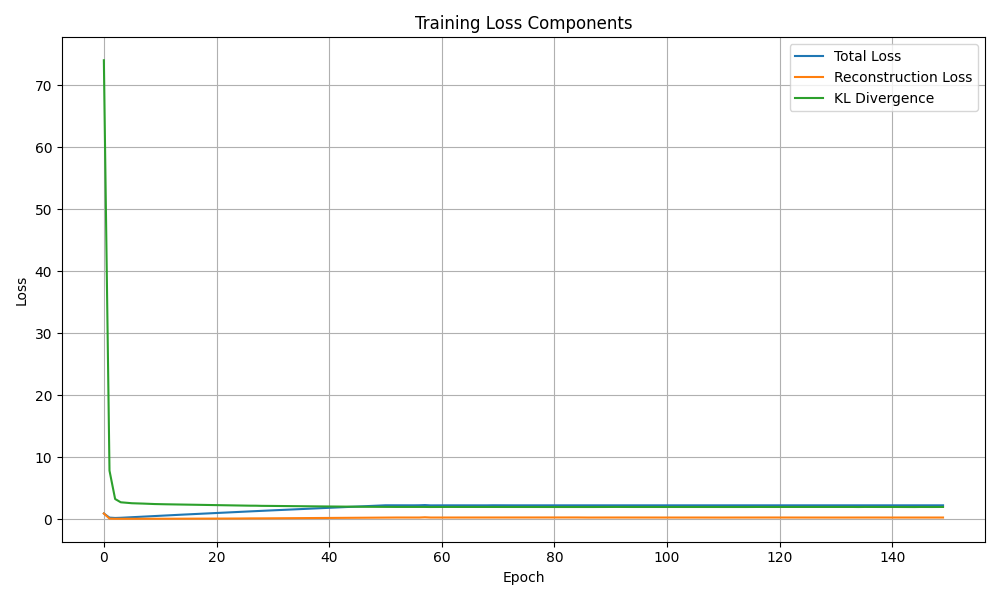 Training Loss Components
Total Loss
Reconstruction Loss
KL Divergence
Loss
70
60
50
40
30
20
10
0
0 20 40 60 80 100 120 140
Epoch